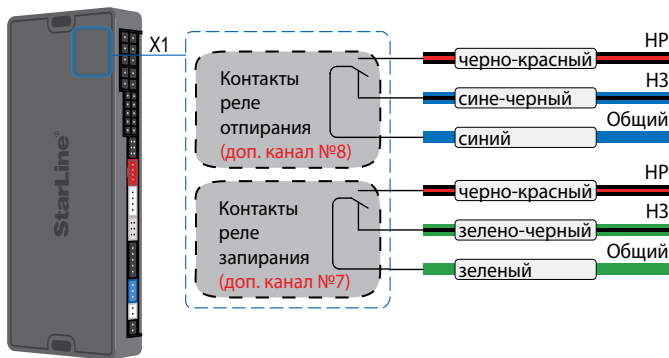 X1
StarLine®
Контакты
реле
отпирания
(доп. канал №8)
черно-красный
НР
сине-черный
НЗ
синий
Общий
Контакты
реле
запирания
(доп. канал №7)
черно-красный
НР
зелено-черный
НЗ
зеленый
Общий